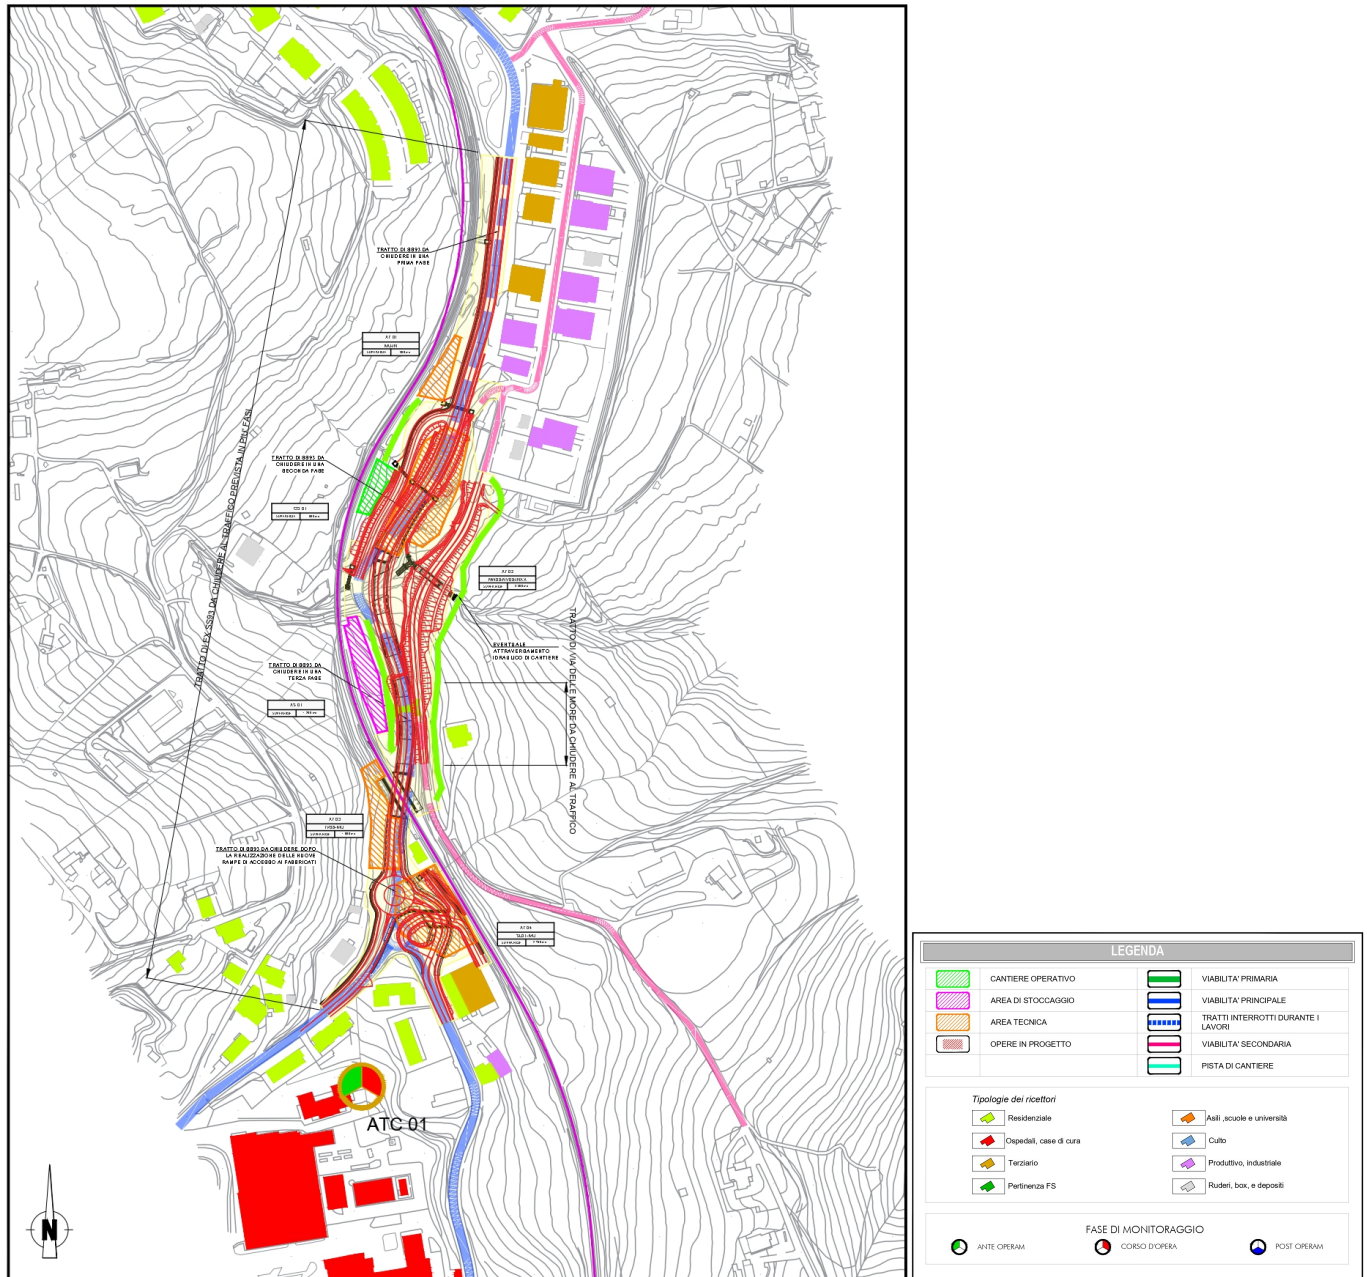 TRATTO DI SS93 DA
CHIUDERE IN UNA
PRIMA FASE
TRATTO DI EX SS93 DA CHIUDERE AL TRAFFICO PREVISTA IN PIU' FASI
TRATTO DI SS93 DA
CHIUDERE IN UNA
SECONDA FASE
EVENTUALE
ATTRAVERSAMENTO
IDRAULICO DI CANTIERE
TRATTO DI VIA DELLE MORE DA CHIUDERE AL TRAFFICO
TRATTO DI SS93 DA
CHIUDERE IN UNA
TERZA FASE
TRATTO DI SS93 DA CHIUDERE DOPO
LA REALIZZAZIONE DELLE NUOVE
RAMPE DI ACCESSO AI FABBRICATI
ATC 01
N
LEGENDA
CANTIERE OPERATIVO
VIABILITA' PRIMARIA
AREA DI STOCCAGGIO
VIABILITA' PRINCIPALE
AREA TECNICA
TRATTI INTERROTTI DURANTE I
LAVORI
OPERE IN PROGETTO
VIABILITA' SECONDARIA
PISTA DI CANTIERE
Tipologie dei ricettori
Residenziale
Asili ,scuole e università
Ospedali, case di cura
Culto
Terziario
Produttivo, industriale
Pertinenza FS
Ruderi, box, e depositi
FASE DI MONITORAGGIO
ANTE OPERAM
CORSO D'OPERA
POST OPERAM